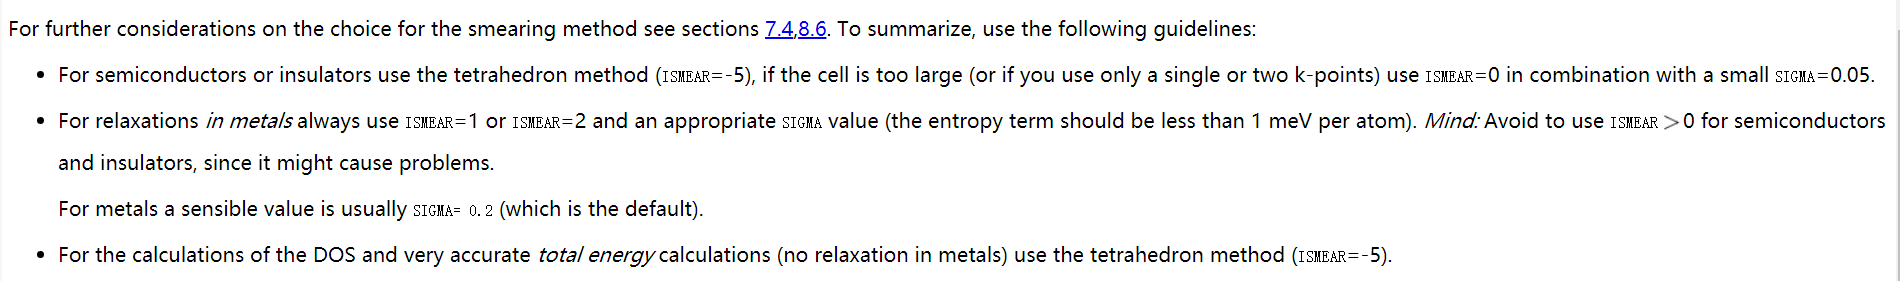 For further considerations on the choice for the smearing method see sections 7.4,8.6. To summarize, use the following guidelines:
• For semiconductors or insulators use the tetrahedron method (ISMEAR=-5), if the cell is too large (or if you use only a single or two k-points) use ISMEAR=0 in combination with a small SIGMA=0.05.
• For relaxations in metals always use ISMEAR=1 or ISMEAR=2 and an appropriate SIGMA value (the entropy term should be less than 1 meV per atom). Mind: Avoid to use ISMEAR >0 for semiconductors
and insulators, since it might cause problems.
For metals a sensible value is usually SIGMA= 0.2 (which is the default).
• For the calculations of the DOS and very accurate total energy calculations (no relaxation in metals) use the tetrahedron method (ISMEAR=-5).